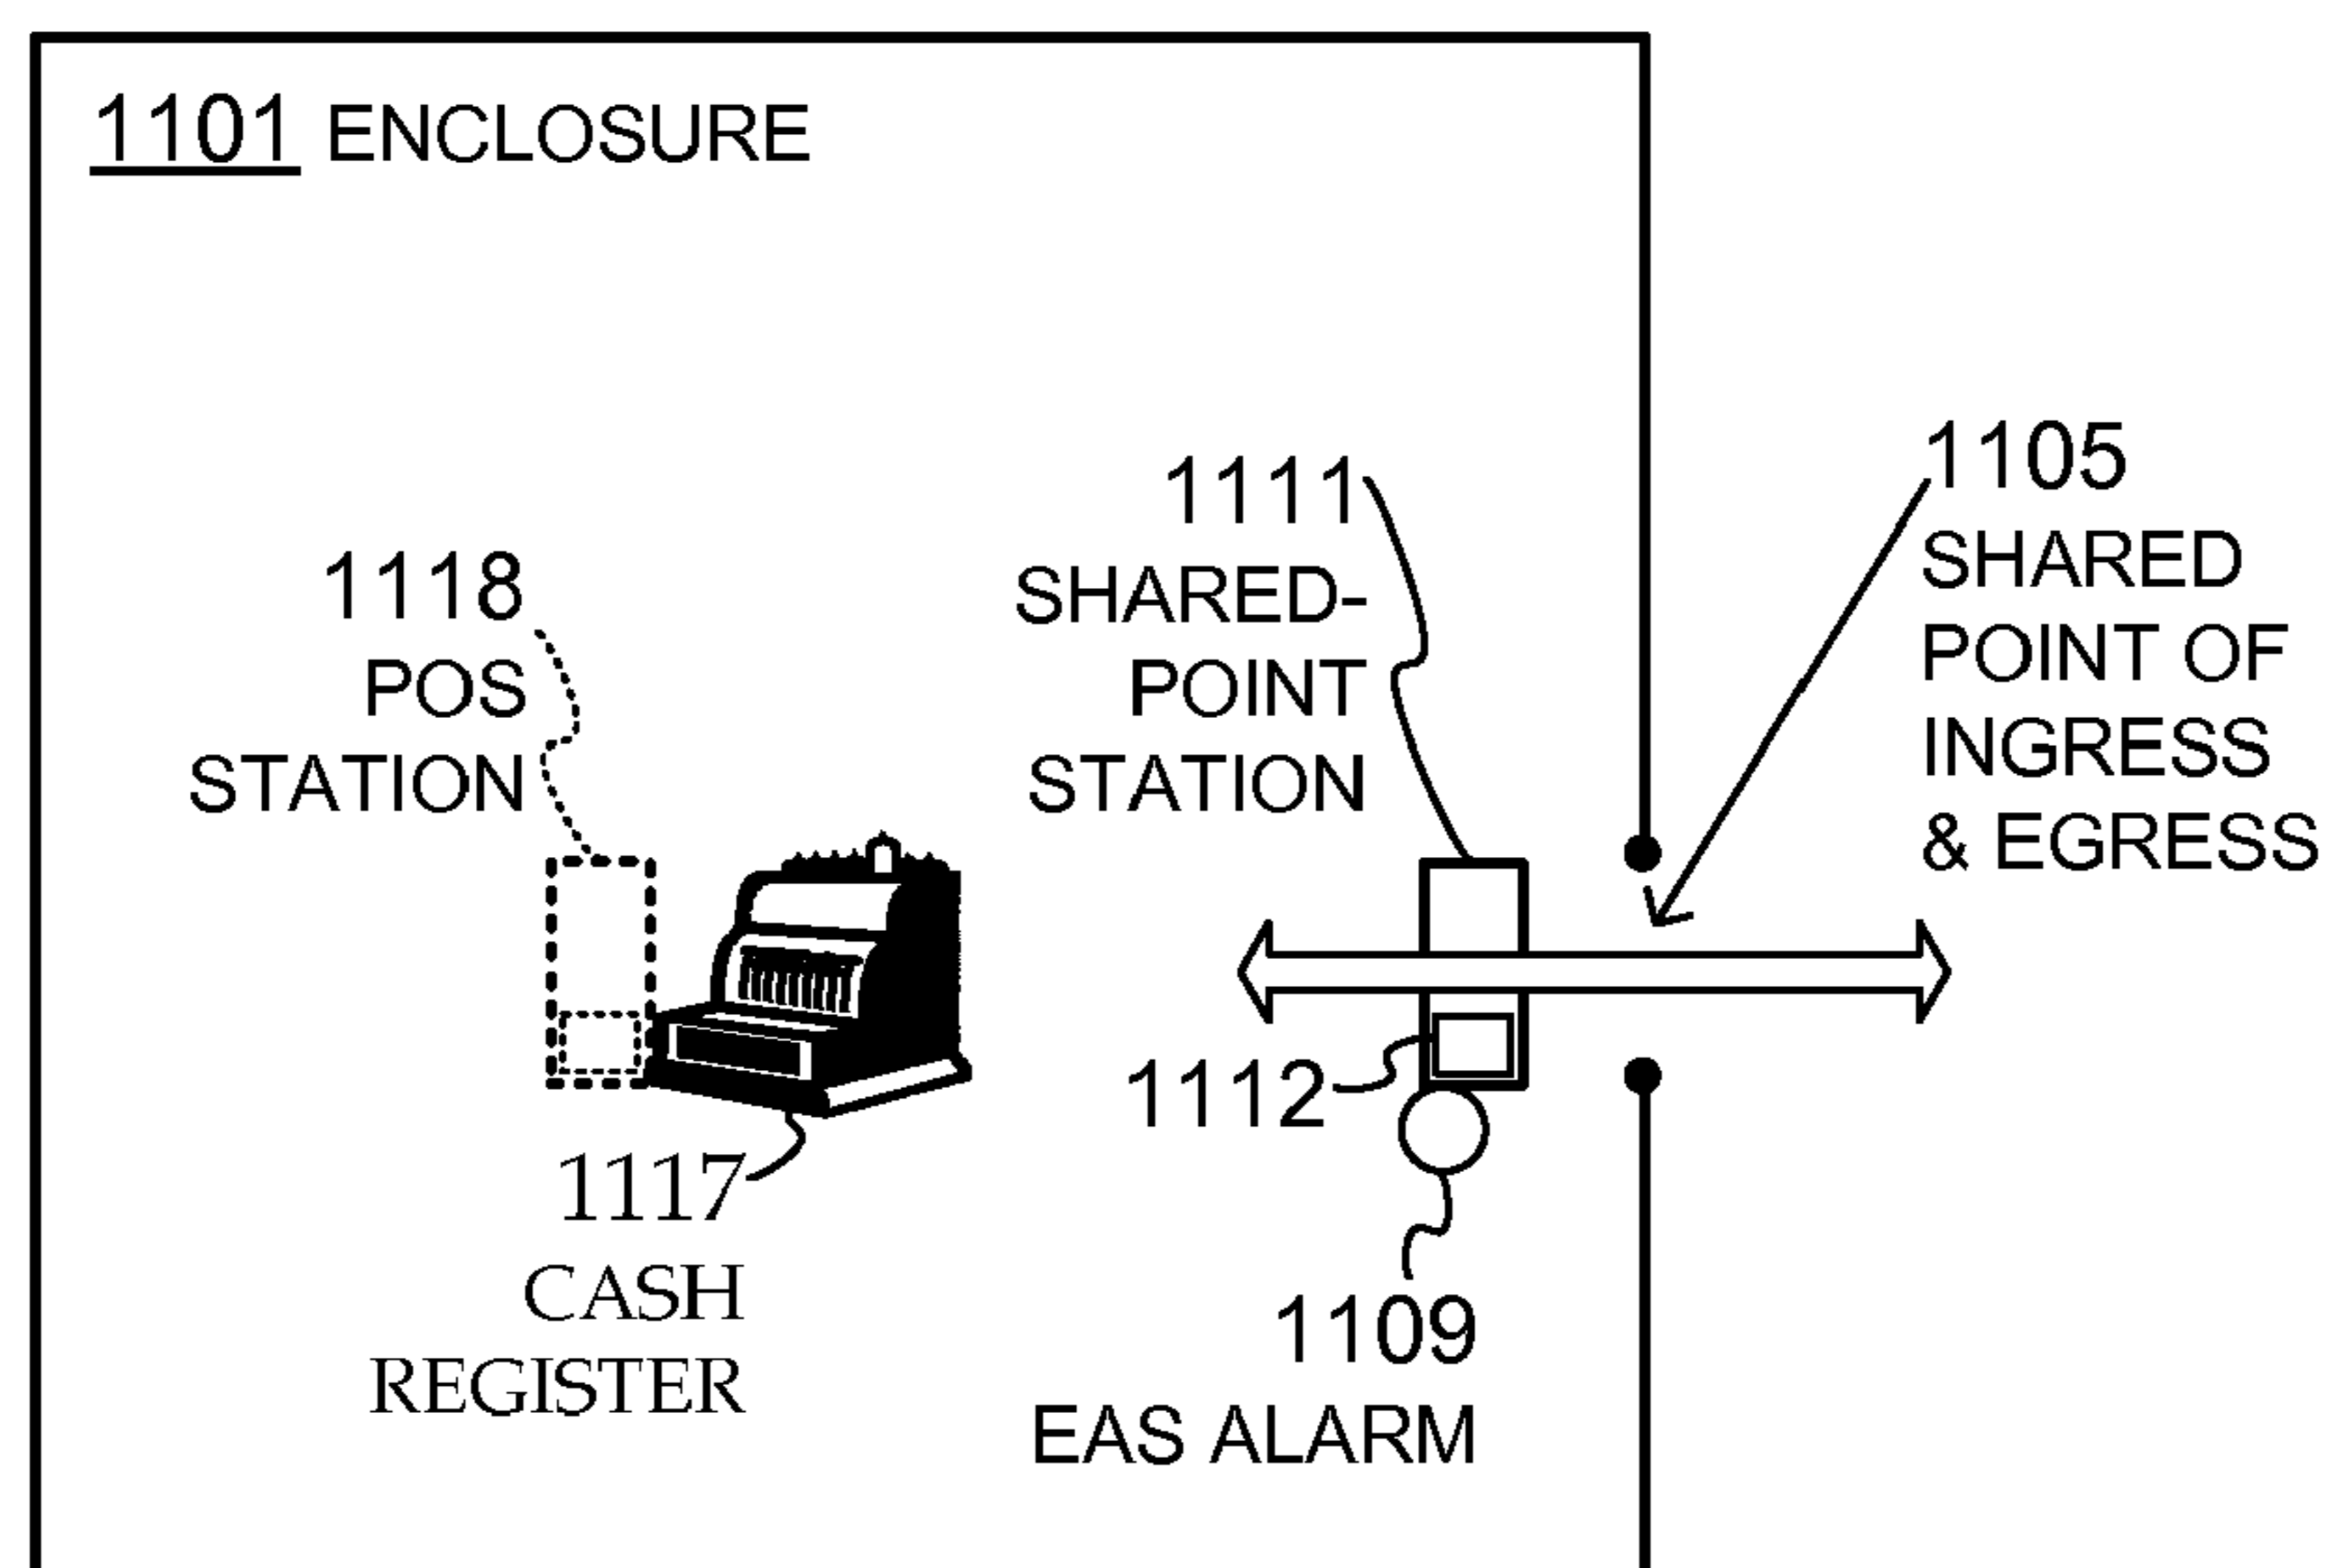 1101 ENCLOSURE
1105
SHARED
POINT OF
INGRESS
& EGRESS
1111
SHARED-
POINT
STATION
1118
POS
STATION
1112
1117
CASH
REGISTER
1109
EAS ALARM